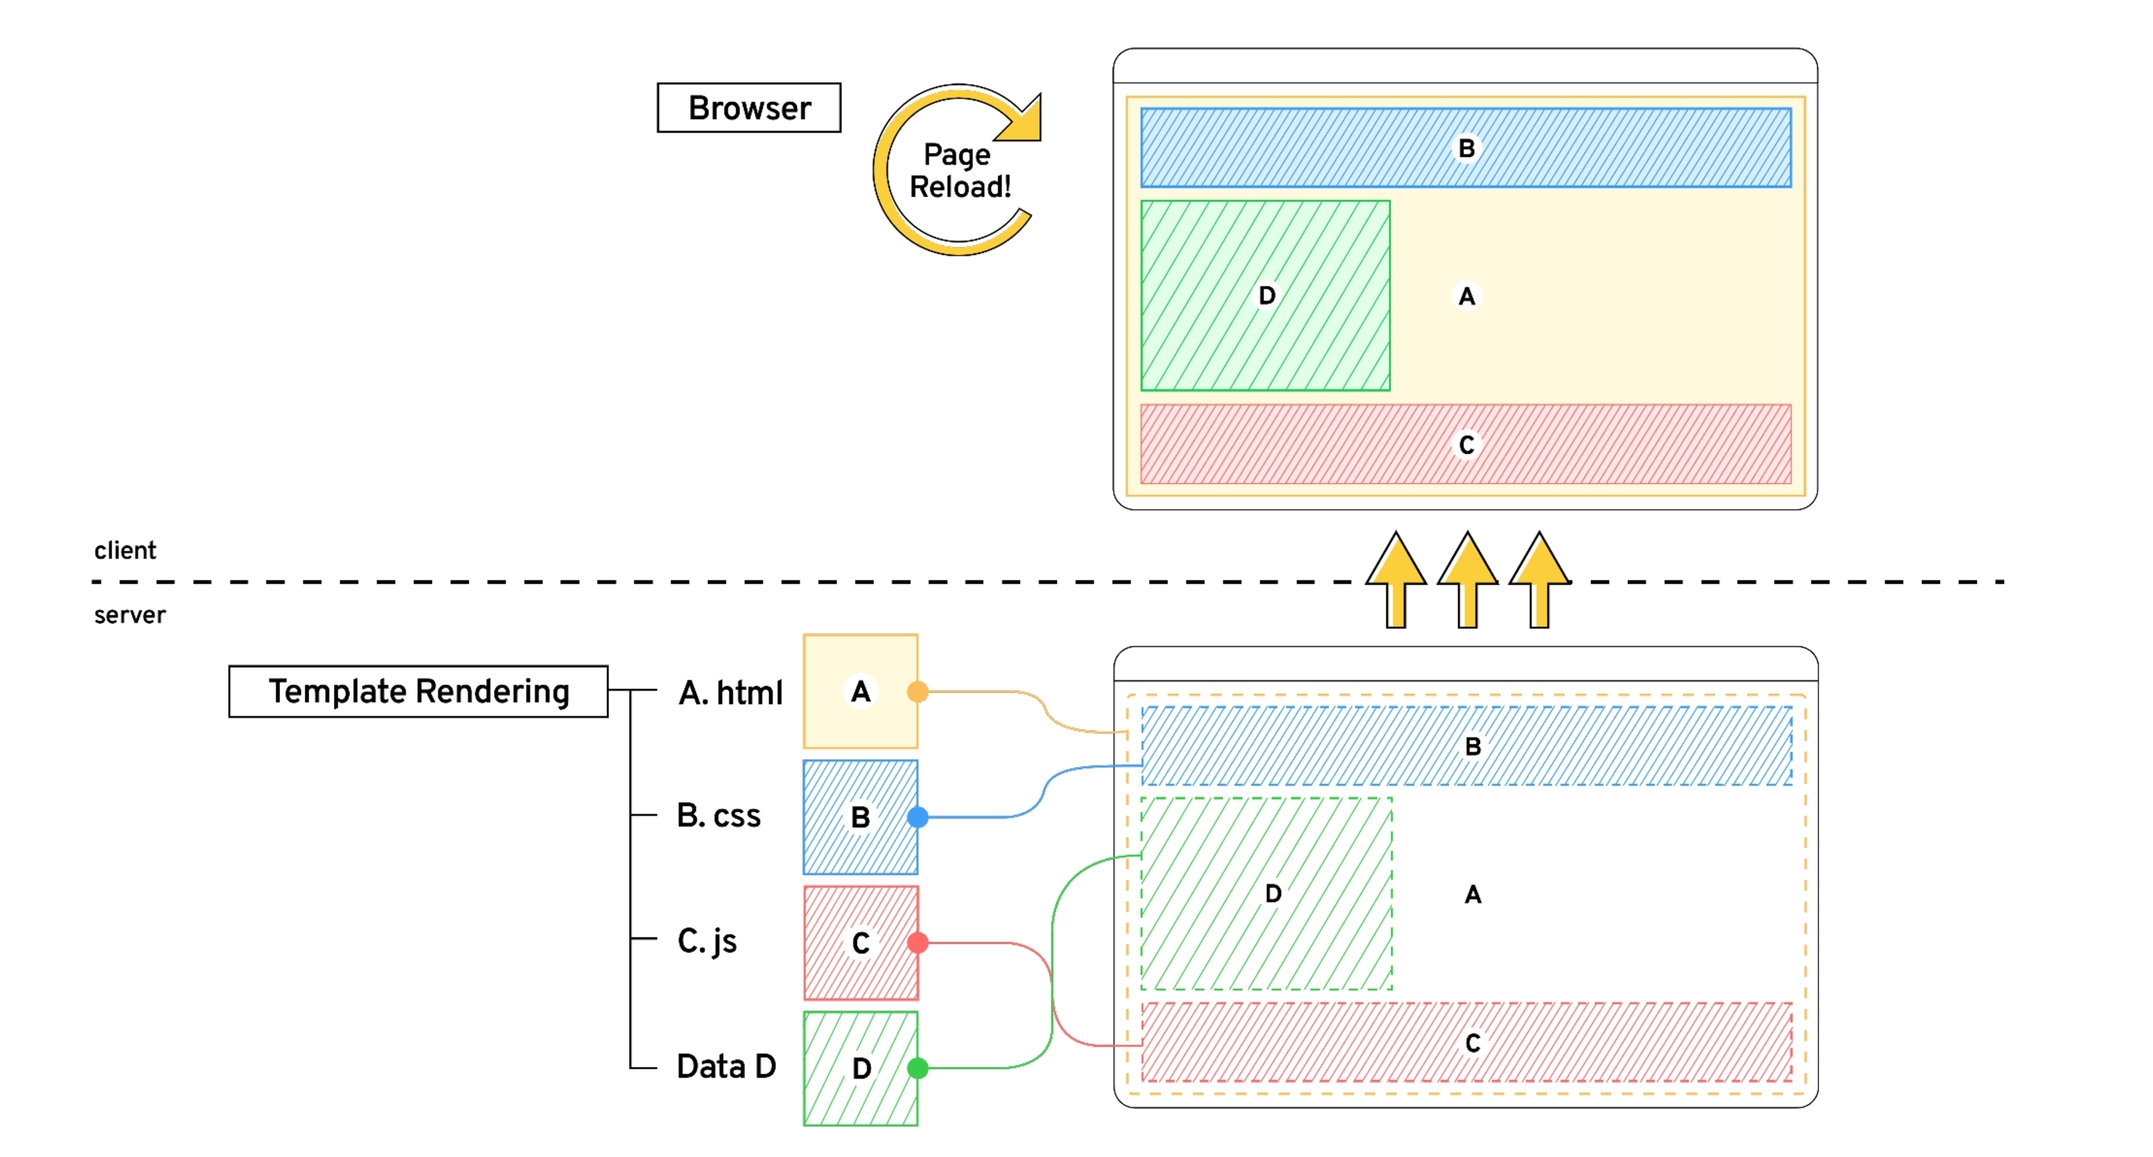 Browser
Page
Reload!
B
D
A
C
client
server
Template Rendering
A. html
A
B. css
B
C. js
C
Data D
D
B
D
A
C